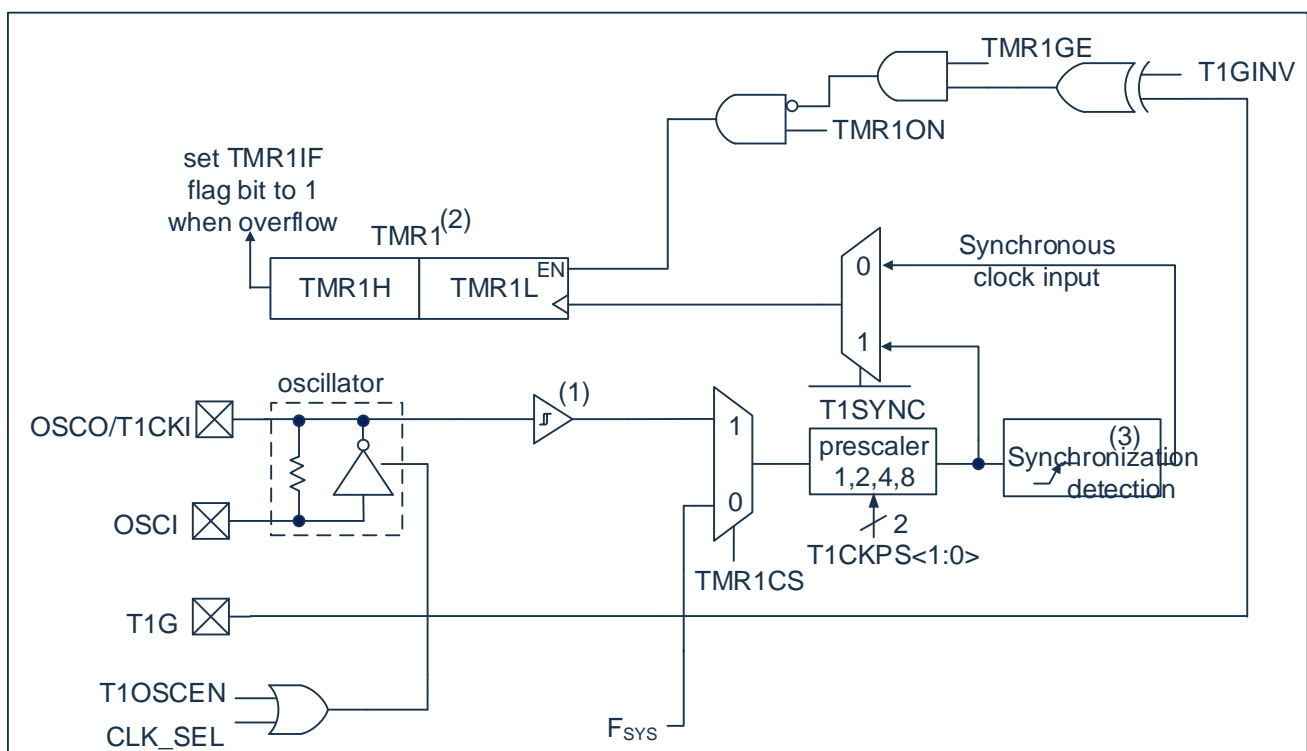 TMR1GE
T1GINV
TMR1ON
set TMR1IF
flag bit to 1
when overflow
TMR1(2)
EN
TMR1H
TMR1L
0
Synchronous
clock input
1
T1SYNC
oscillator
(1)
OSCO/T1CKI
1
prescaler
1,2,4,8
(3)
Synchronization
detection
OSCI
0
2
T1CKPS<1:0>
TMR1CS
T1G
T1OSCEN
CLK_SEL
FSYS